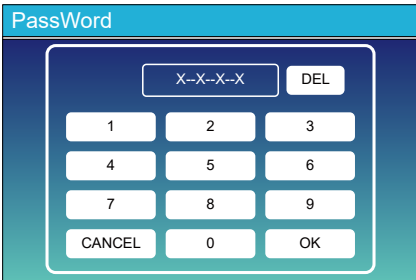 PassWord
X--X--X--X DEL
1 2 3
4 5 6
7 8 9
CANCEL 0 OK